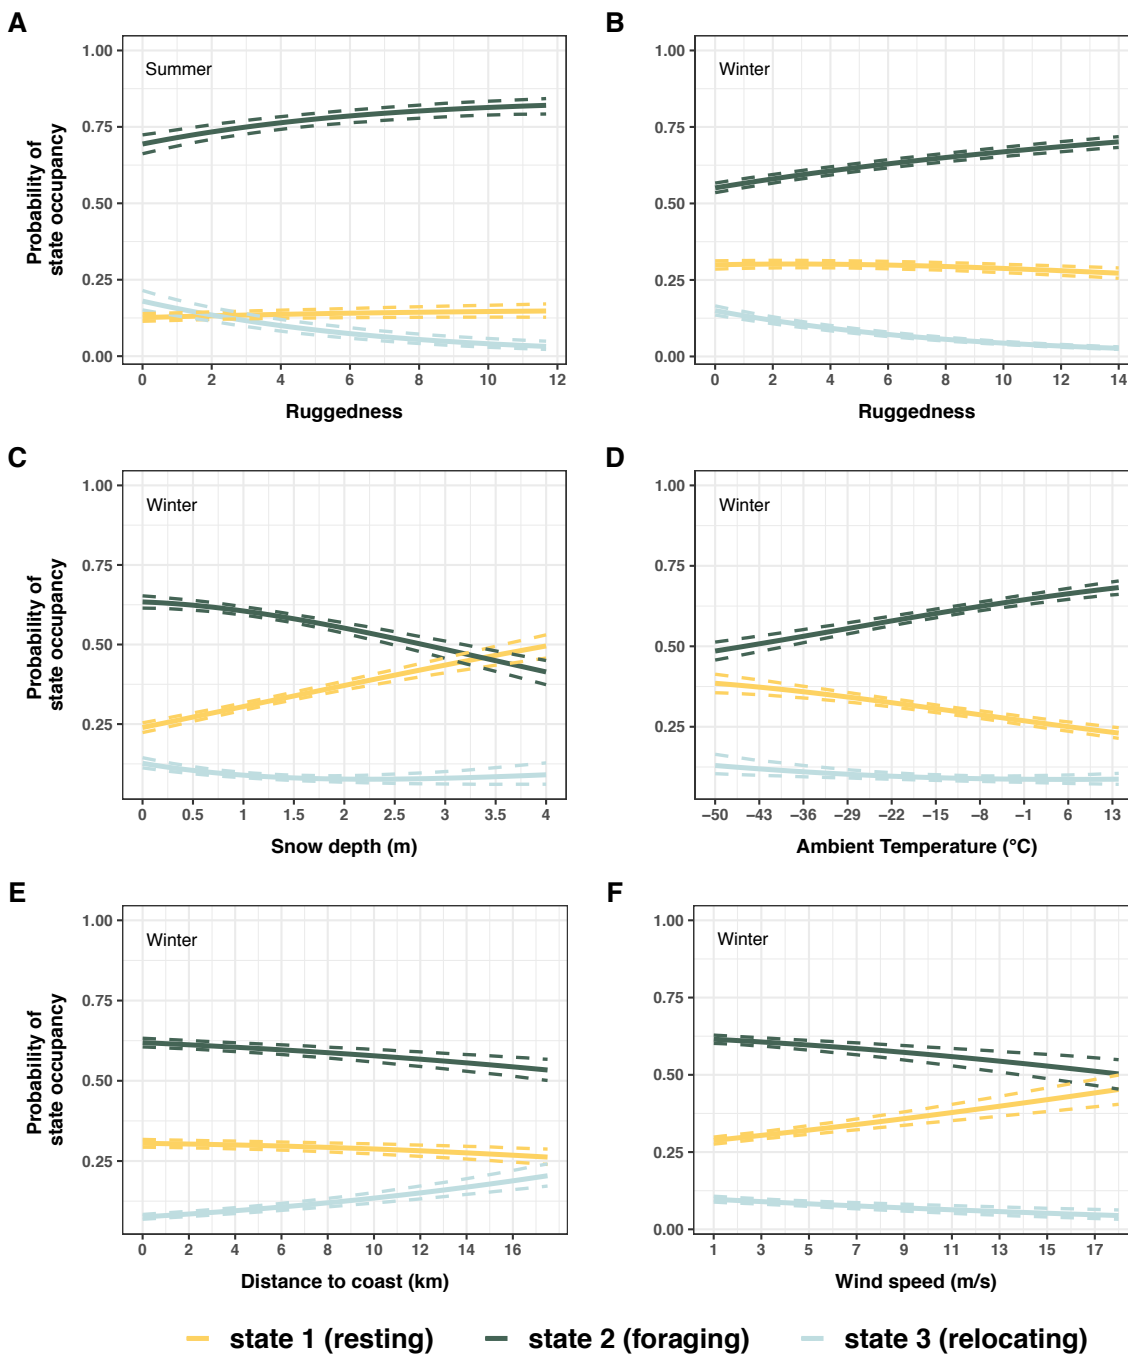 A
B
Summer
Winter
1.00
0.75
0.50
0.25
0.00
Probability of
state occupancy
0 2 4 6 8 10 12
Ruggedness
1.00
0.75
0.50
0.25
0.00
0 2 4 6 8 10 12 14
Ruggedness
C
D
Winter
Winter
1.00
0.75
0.50
0.25
Probability of
state occupancy
0 0.5 1 1.5 2 2.5 3 3.5 4
Snow depth (m)
1.00
0.75
0.50
0.25
−50 −43 −36 −29 −22 −15 −8 −1 6 13
Ambient Temperature (°C)
E
F
Winter
Winter
1.00
0.75
0.50
0.25
Probability of
state occupancy
0 2 4 6 8 10 12 14 16
Distance to coast (km)
1.00
0.75
0.50
0.25
0.00
1 3 5 7 9 11 13 15 17
Wind speed (m/s)
state 1 (resting) state 2 (foraging) state 3 (relocating)